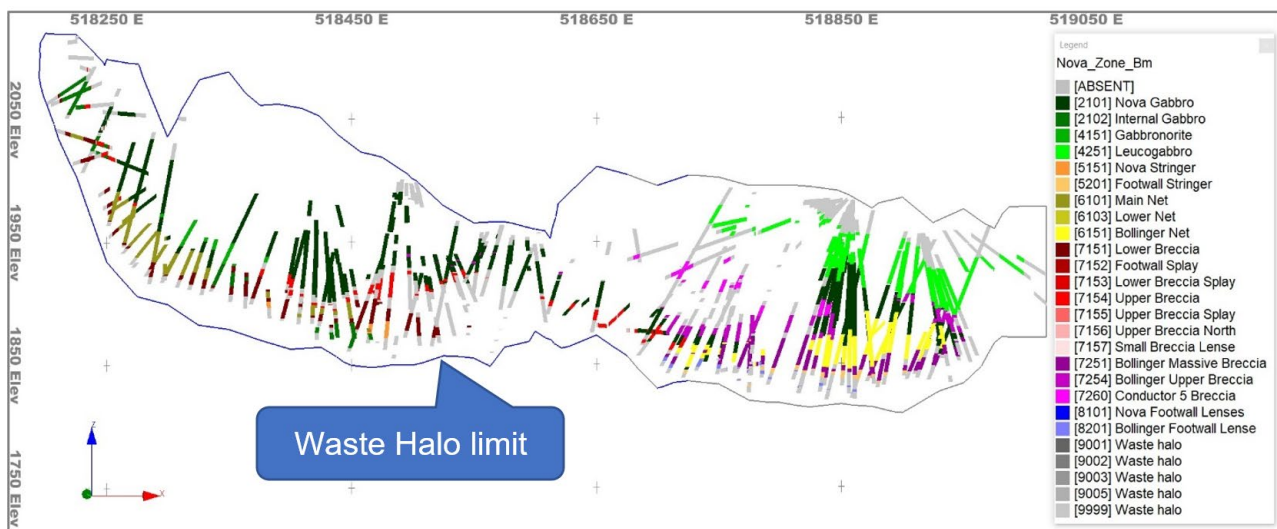 518250 E 518450 E 518650 E 518850 E 519050 E
2050 Elev
1950 Elev
1850 Elev
1750 Elev
Waste Halo limit
Z
X
Legend
Nova_Zone_Bm
[ABSENT]
[2101] Nova Gabbro
[2102] Internal Gabbro
[4151] Gabbronorite
[4251] Leucogabbro
[5151] Nova Stringer
[5201] Footwall Stringer
[6101] Main Net
[6103] Lower Net
[6151] Bollinger Net
[7151] Lower Breccia
[7152] Footwall Splay
[7153] Lower Breccia Splay
[7154] Upper Breccia
[7155] Upper Breccia Splay
[7156] Upper Breccia North
[7157] Small Breccia Lense
[7251] Bollinger Massive Breccia
[7254] Bollinger Upper Breccia
[7260] Conductor 5 Breccia
[8101] Nova Footwall Lenses
[8201] Bollinger Footwall Lense
[9001] Waste halo
[9002] Waste halo
[9003] Waste halo
[9005] Waste halo
[9999] Waste halo